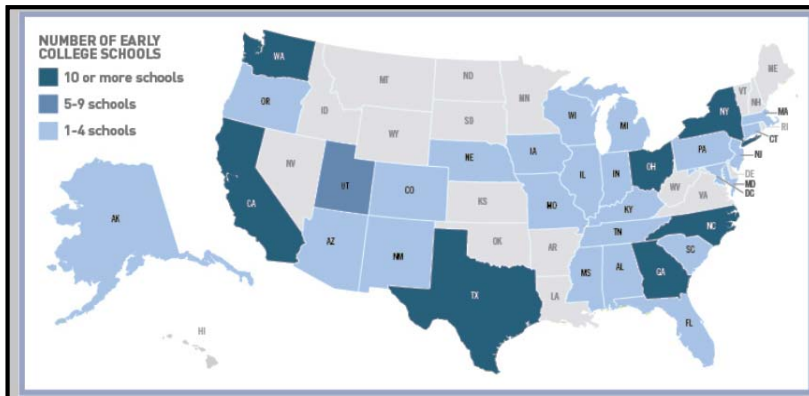 NUMBER OF EARLY
COLLEGE SCHOOLS
10 or more schools
5-9 schools
1-4 schools
WA
MT
ND
MN
ME
VT
NH
OR
ID
SD
WI
MI
NY
MA
RI
CT
WY
NV
UT
CO
NE
IA
IL
IN
OH
PA
NJ
DE
MD
DC
CA
KS
MO
KY
WV
VA
AK
AZ
NM
OK
AR
TN
NC
SC
TX
LA
MS
AL
GA
FL
HI